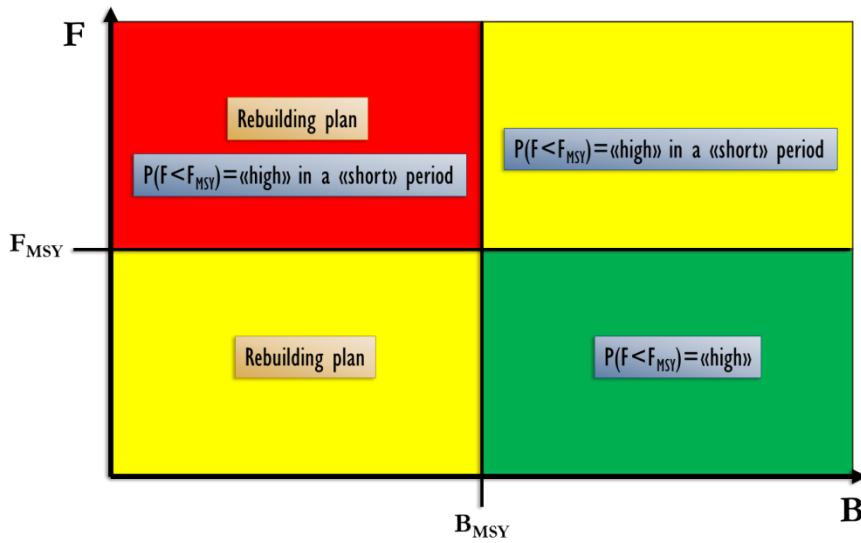 F
Rebuilding plan
P(F<FMSY)=«high» in a «short» period
P(F<FMSY)=«high» in a «short» period
FMSY
Rebuilding plan
P(F<FMSY)=«high»
BMSY
B